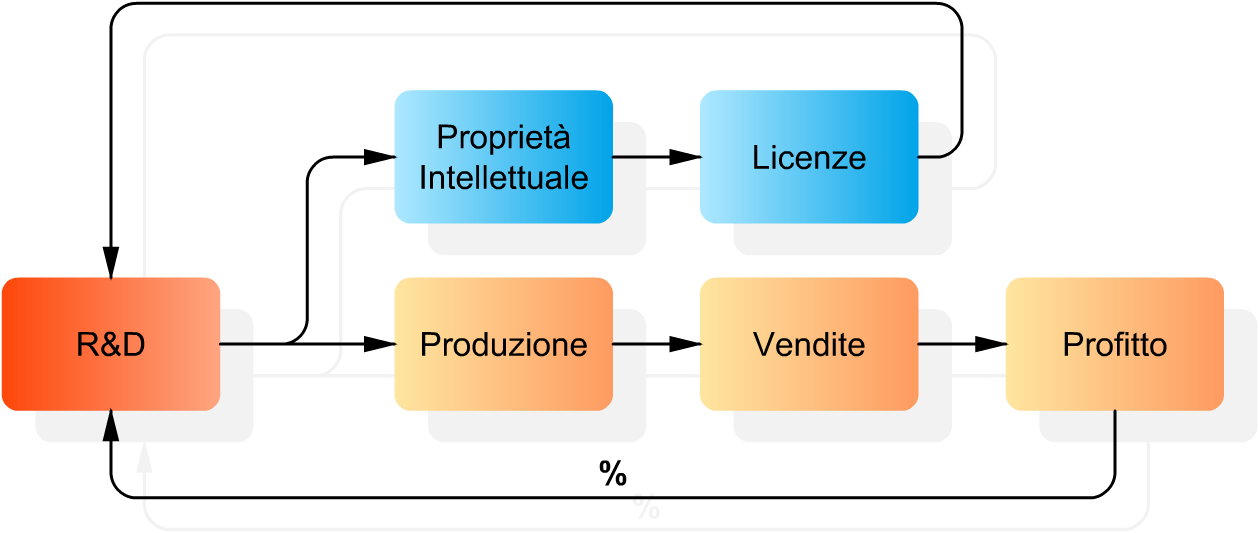 Proprietà
Intellettuale
Licenze
R&D
Produzione
Vendite
Profitto
%